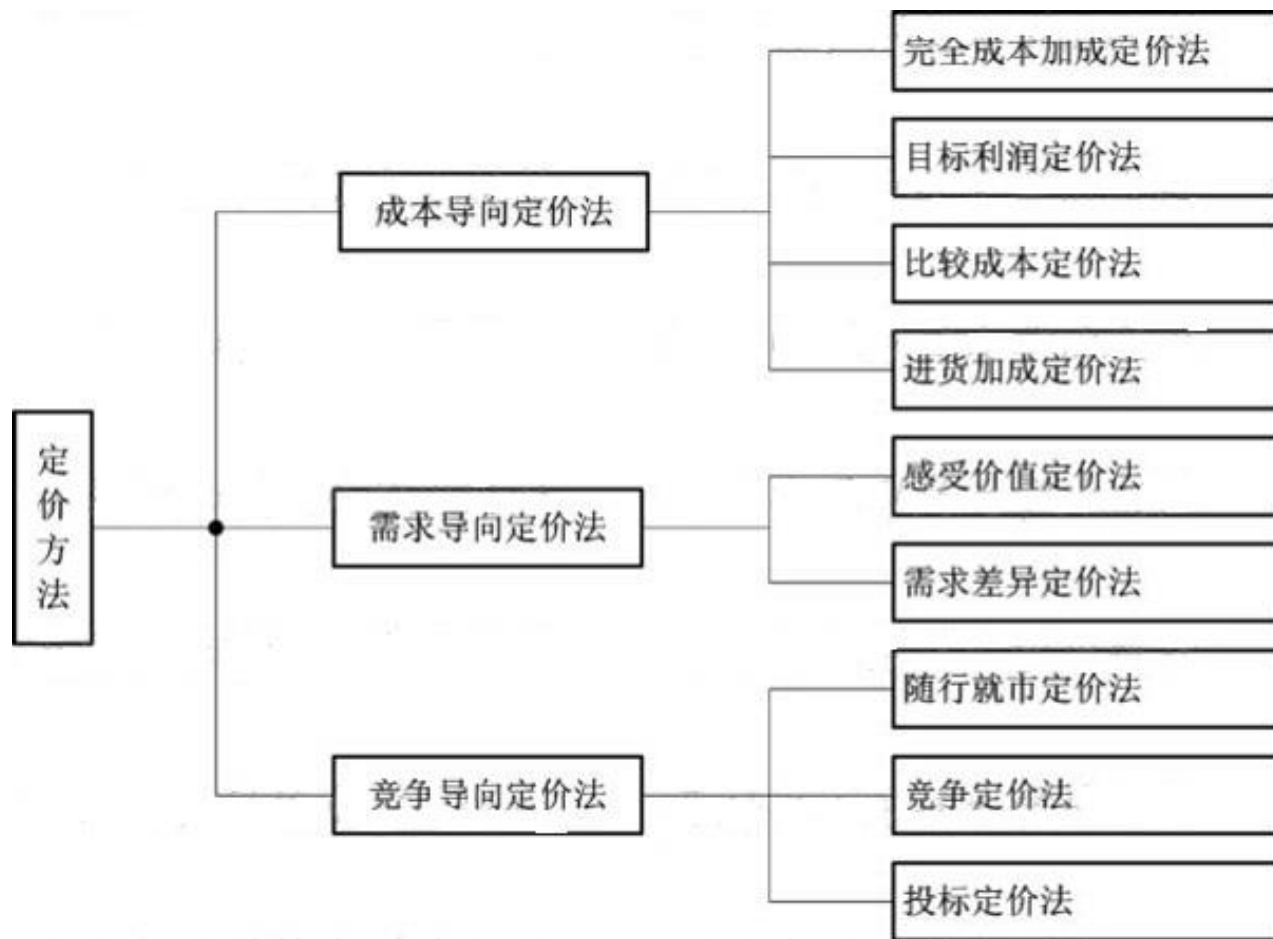 定价方法
成本导向定价法
完全成本加成定价法
目标利润定价法
比较成本定价法
进货加成定价法
需求导向定价法
感受价值定价法
需求差异定价法
竞争导向定价法
随行就市定价法
竞争定价法
投标定价法